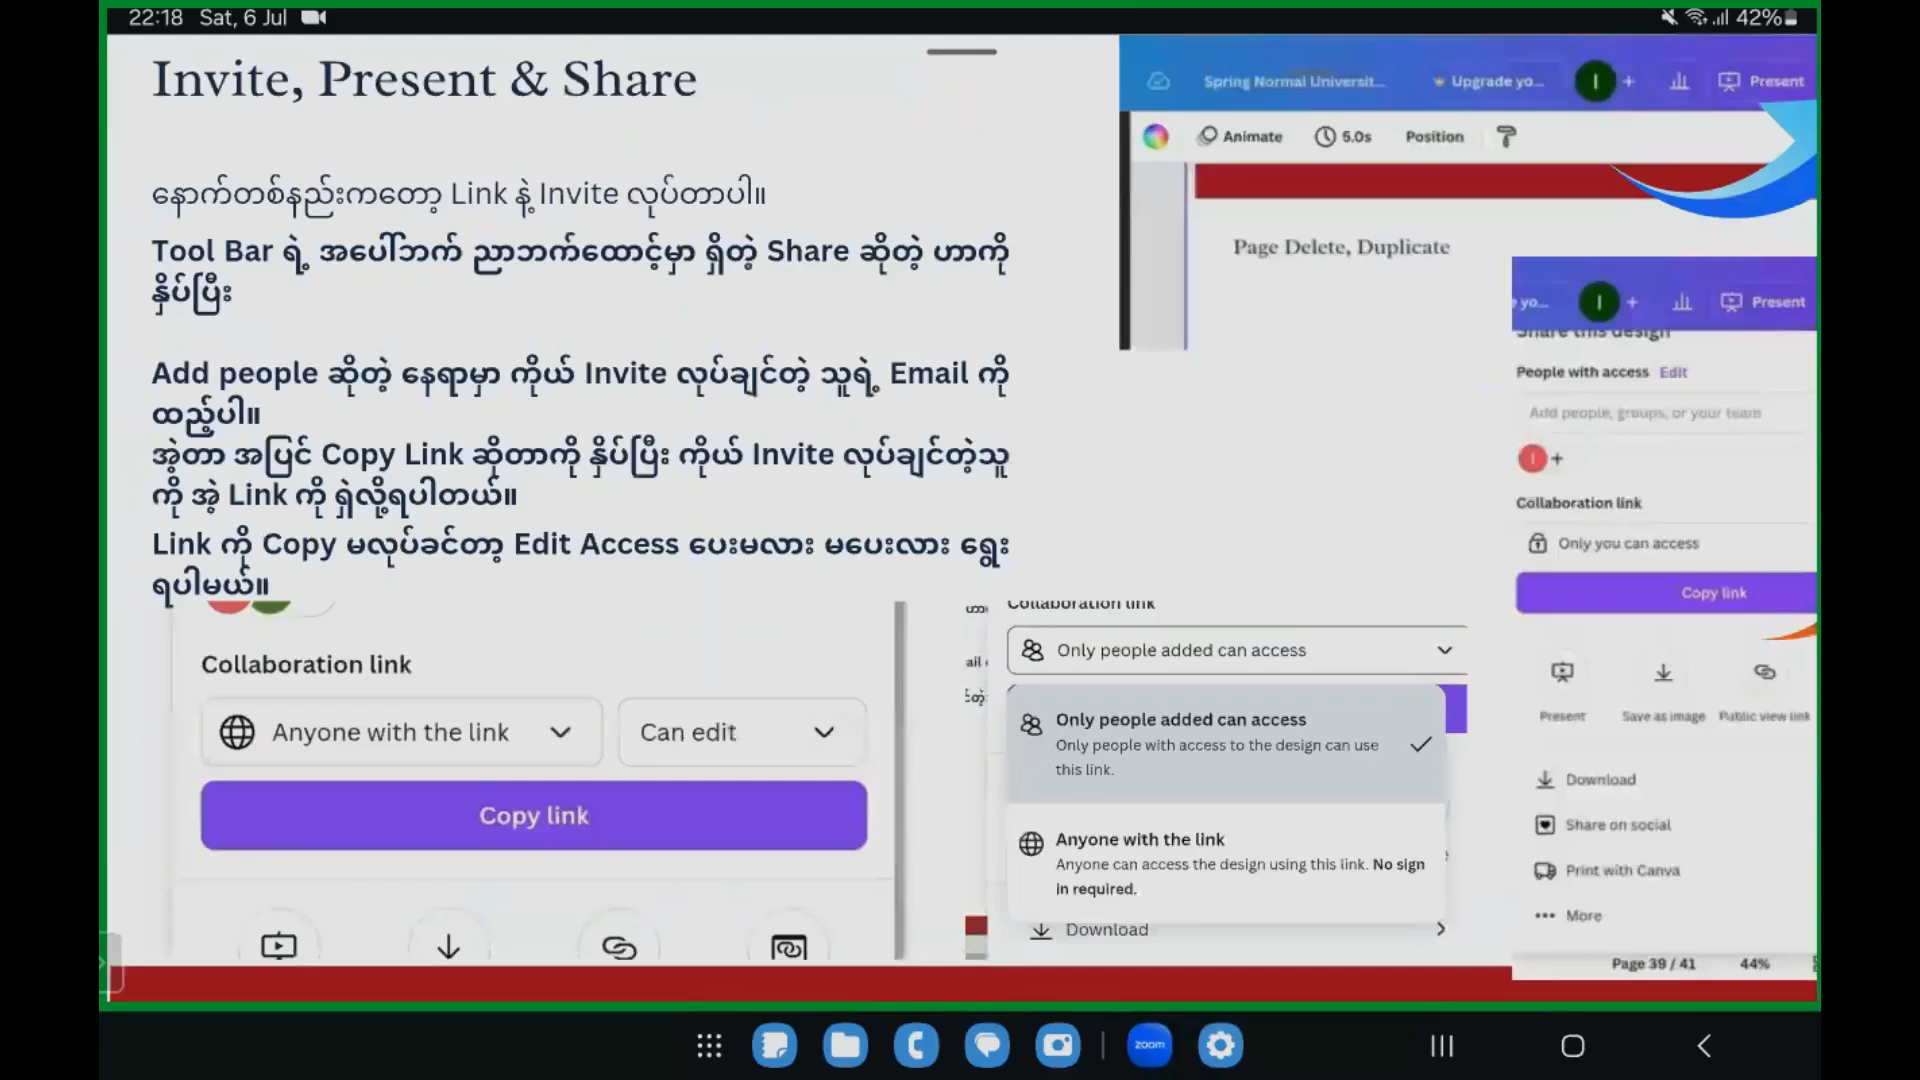 22:18 Sat, 6 Jul
42%
Invite, Present & Share
နောက်တစ်နည်းကတော့ Link နဲ့ Invite လုပ်တာပါ။
Tool Bar ရဲ့ အပေါ်ဘက် ညာဘက်ထောင့်မှာ ရှိတဲ့ Share ဆိုတဲ့ ဟာကို
နှိပ်ပြီး
Add people ဆိုတဲ့ နေရာမှာ ကိုယ် Invite လုပ်ချင်တဲ့ သူရဲ့ Email ကို
ထည့်ပါ။
အဲ့တာ အပြင် Copy Link ဆိုတာကို နှိပ်ပြီး ကိုယ် Invite လုပ်ချင်တဲ့သူ
ကို အဲ့ Link ကို ရှဲလို့ရပါတယ်။
Link ကို Copy မလုပ်ခင်တာ့ Edit Access ပေးမလား မပေးလား ရွေး
ရပါမယ်။
Spring Normal Universit... Upgrade yo... I + Present
Animate 5.0s Position
Page Delete, Duplicate
e yo... I + Present
Share this design
People with access Edit
Add people, groups, or your team
I +
Collaboration link
Only you can access
Copy link
Present Save as image Public view link
Download
Share on social
Print with Canva
More
Page 39 / 41 44%
Collaboration link
Anyone with the link Can edit
Copy link
Collaboration link
Only people added can access
Only people added can access
Only people with access to the design can use
this link.
Anyone with the link
Anyone can access the design using this link. No sign
in required.
Download
zoom